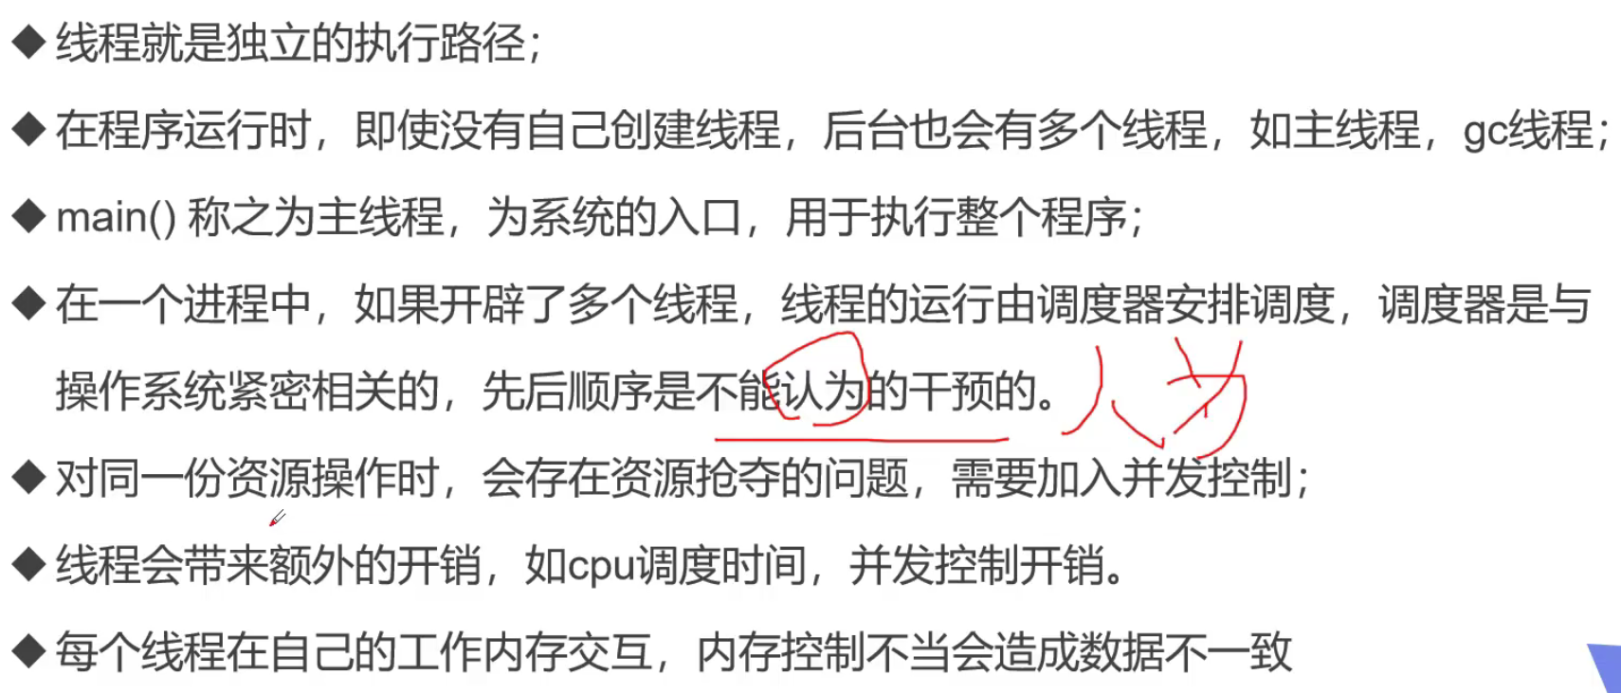 ◆ 线程就是独立的执行路径；
◆ 在程序运行时，即使没有自己创建线程，后台也会有多个线程，如主线程，gc线程；
◆ main() 称之为主线程，为系统的入口，用于执行整个程序；
◆ 在一个进程中，如果开辟了多个线程，线程的运行由调度器安排调度，调度器是与
操作系统紧密相关的，先后顺序是不能认为的干预的。 人为
◆ 对同一份资源操作时，会存在资源抢夺的问题，需要加入并发控制；
◆ 线程会带来额外的开销，如cpu调度时间，并发控制开销。
◆ 每个线程在自己的工作内存交互，内存控制不当会造成数据不一致